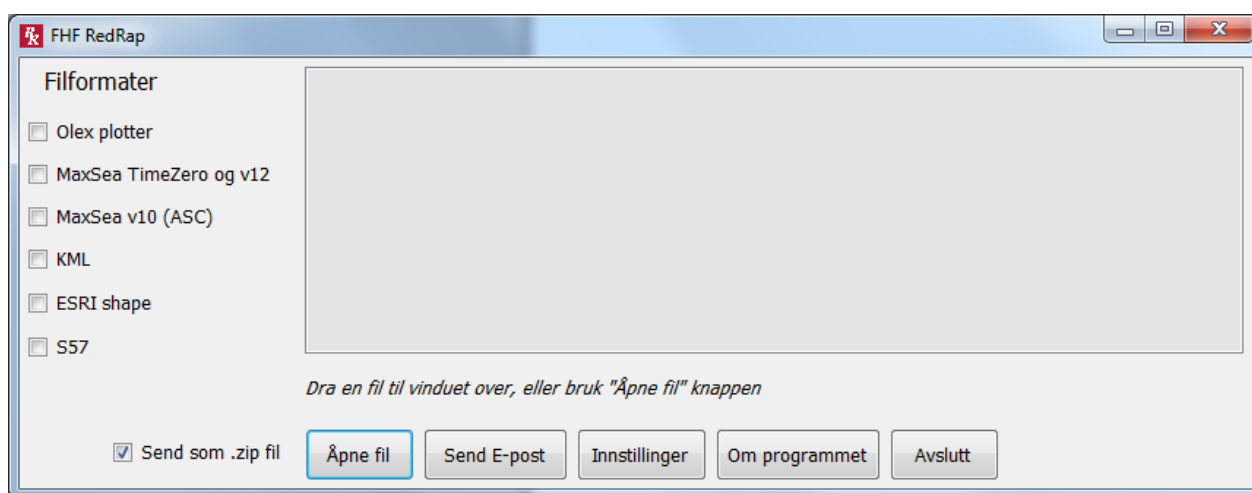 FHF RedRap
Filformater
Olex plotter
MaxSea TimeZero og v12
MaxSea v10 (ASC)
KML
ESRI shape
S57
Dra en fil til vinduet over, eller bruk "Åpne fil" knappen
Send som .zip fil
Åpne fil
Send E-post
Innstillinger
Om programmet
Avslutt